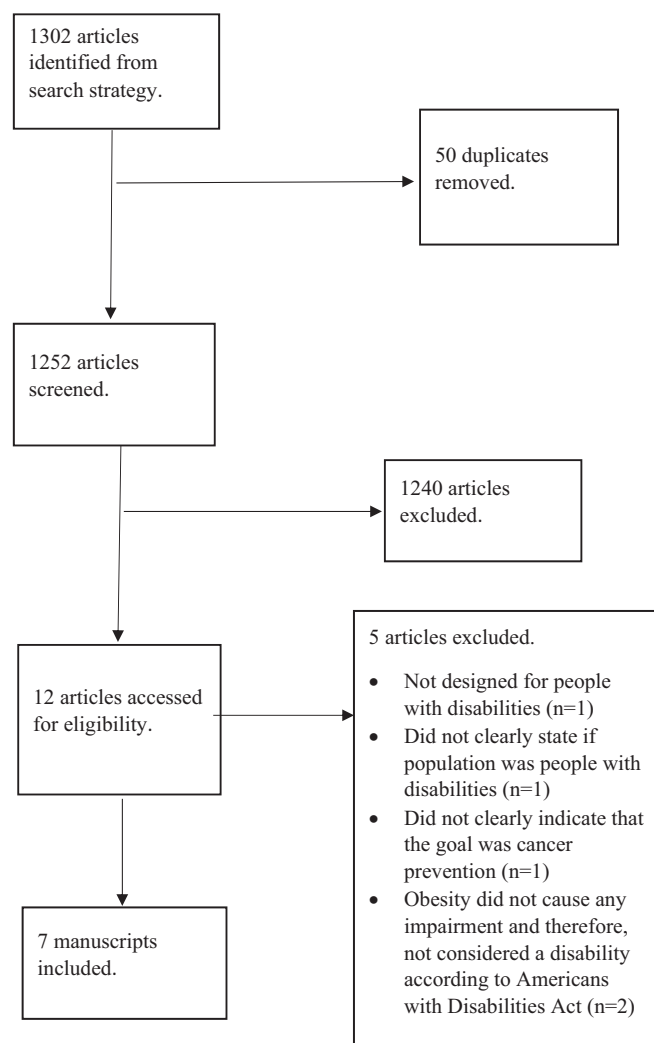 1302 articles
identified from
search strategy.
50 duplicates
removed.
1252 articles
screened.
1240 articles
excluded.
12 articles accessed
for eligibility.
5 articles excluded.
• Not designed for people
with disabilities (n=1)
• Did not clearly state if
population was people with
disabilities (n=1)
• Did not clearly indicate that
the goal was cancer
prevention (n=1)
• Obesity did not cause any
impairment and therefore,
not considered a disability
according to Americans
with Disabilities Act (n=2)
7 manuscripts
included.